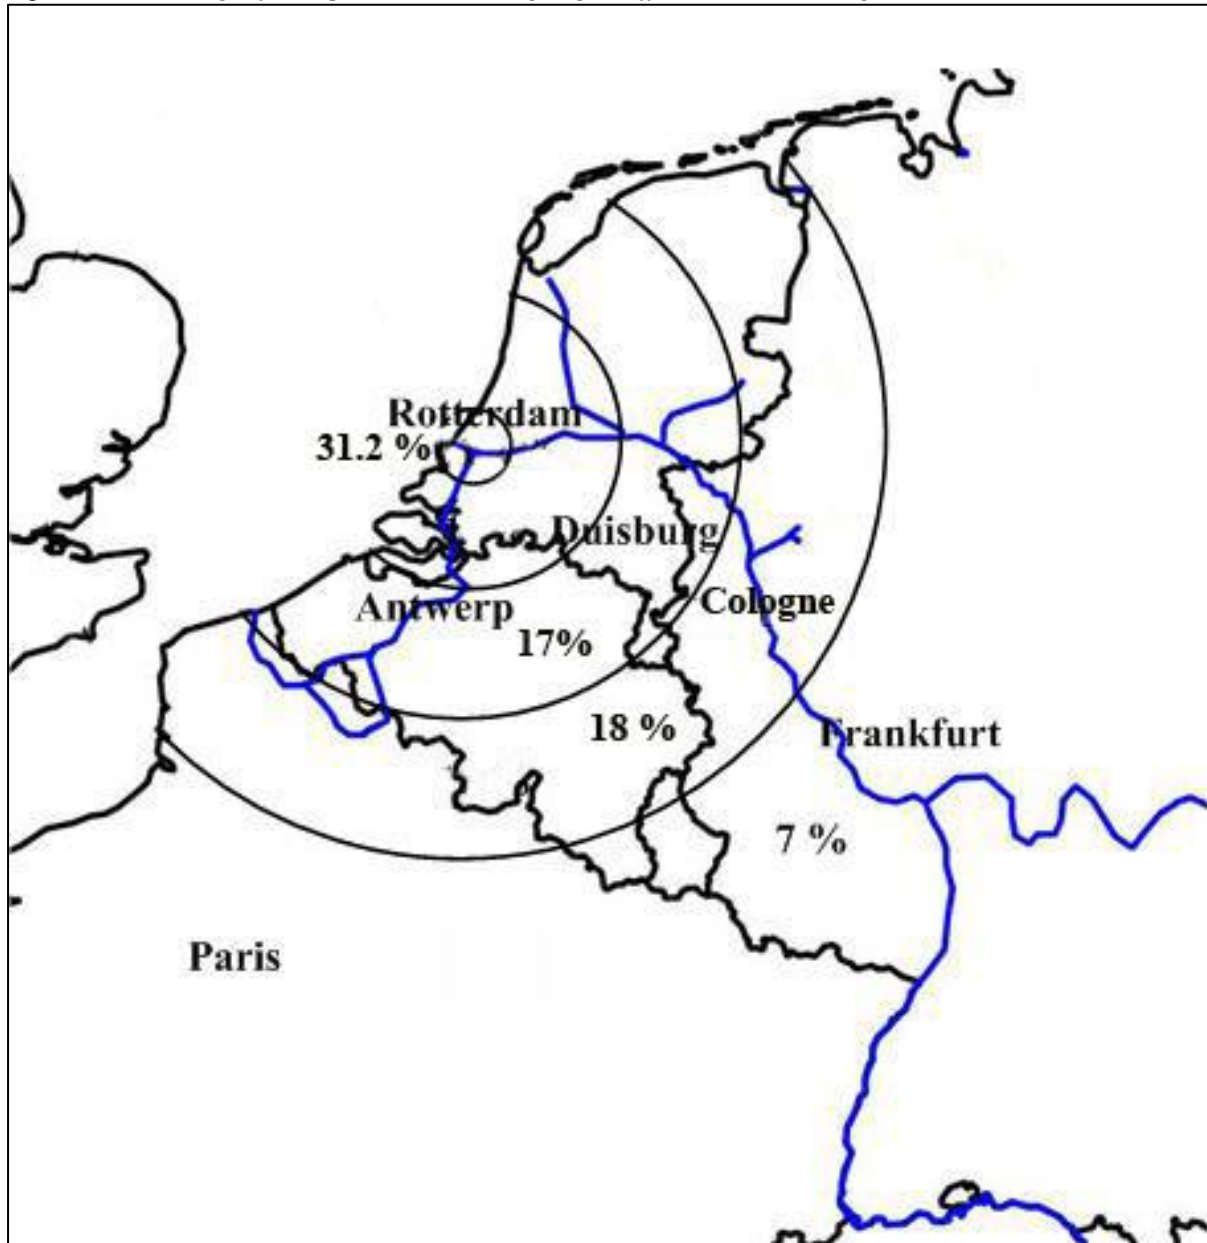 Rotterdam
31.2 %
Duisburg
Cologne
Antwerp
17%
18 %
Frankfurt
7 %
Paris